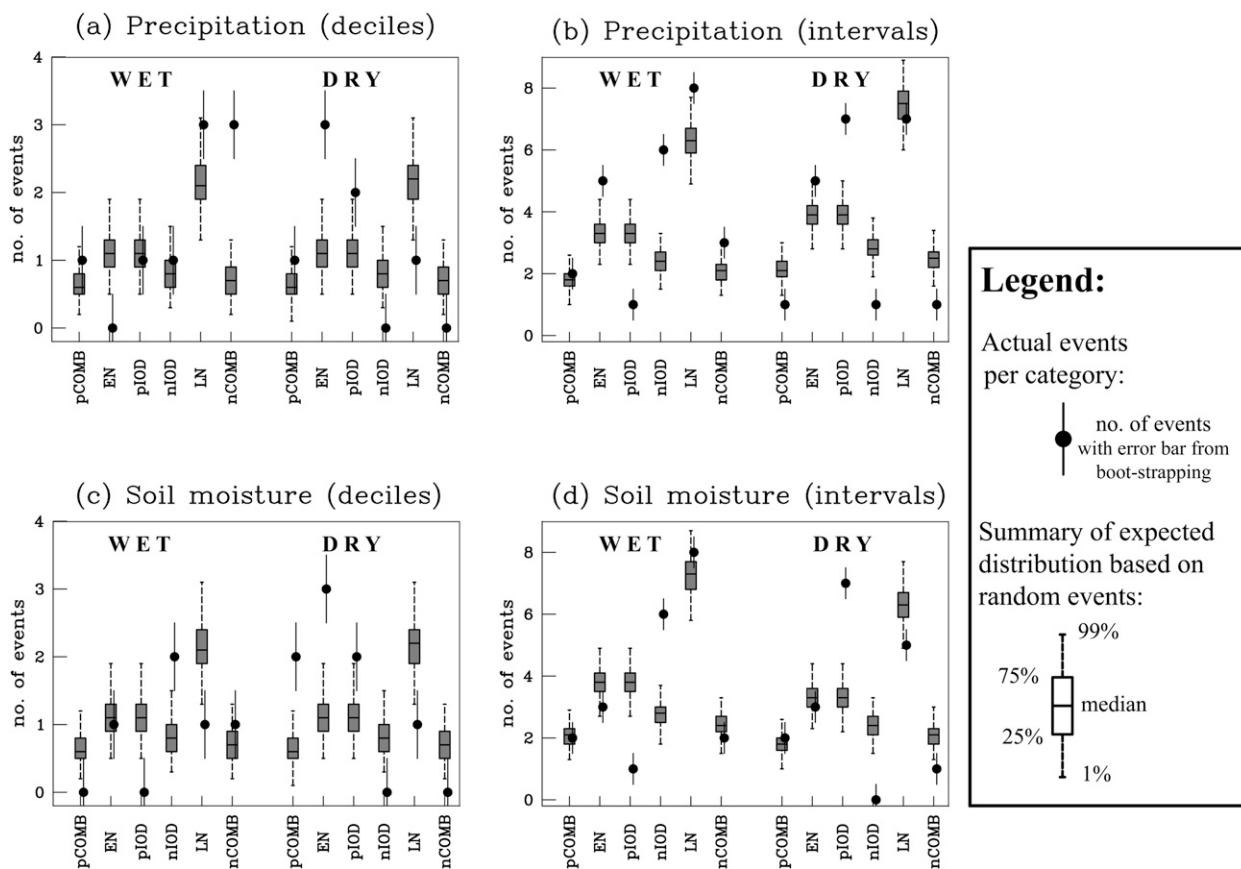 (a) Precipitation (deciles)
no. of events
4
3
2
1
0
WET
DRY
pCOMB
EN
pIOD
nIOD
LN
nCOMB
pCOMB
EN
pIOD
nIOD
LN
nCOMB
(b) Precipitation (intervals)
no. of events
8
6
4
2
0
WET
DRY
pCOMB
EN
pIOD
nIOD
LN
nCOMB
pCOMB
EN
pIOD
nIOD
LN
nCOMB
(c) Soil moisture (deciles)
no. of events
4
3
2
1
0
WET
DRY
pCOMB
EN
pIOD
nIOD
LN
nCOMB
pCOMB
EN
pIOD
nIOD
LN
nCOMB
(d) Soil moisture (intervals)
no. of events
8
6
4
2
0
WET
DRY
pCOMB
EN
pIOD
nIOD
LN
nCOMB
pCOMB
EN
pIOD
nIOD
LN
nCOMB
Legend:
Actual events
per category:
no. of events
with error bar from
boot-strapping
Summary of expected
distribution based on
random events:
99%
75%
median
25%
1%